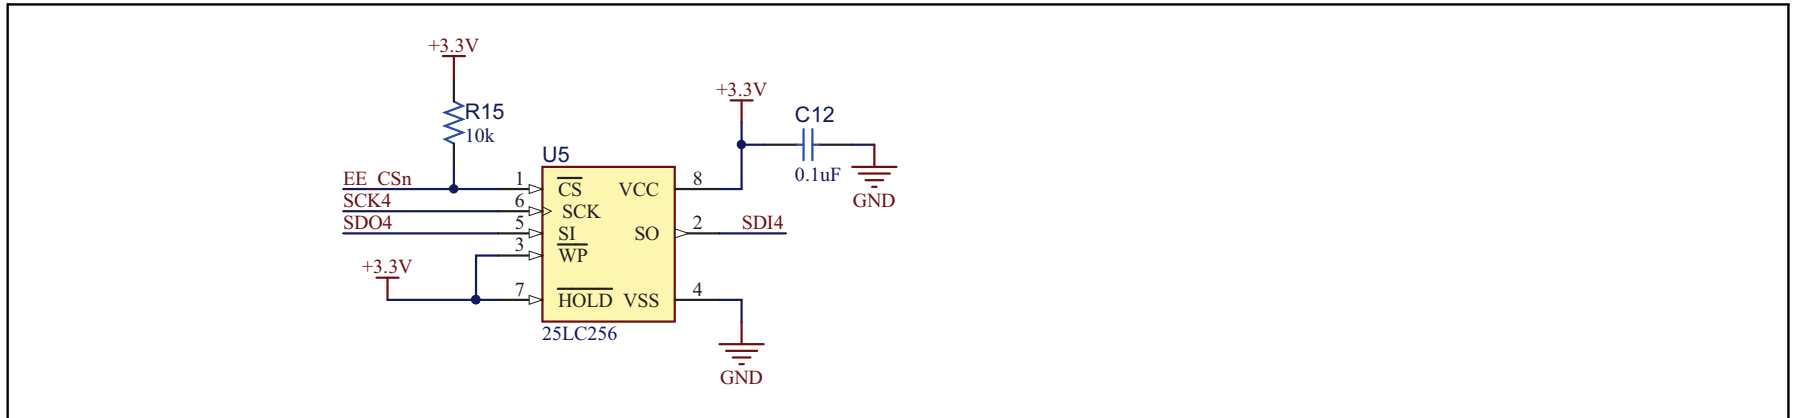 +3.3V
R15
10k
+3.3V
C12
0.1uF
GND
U5
EE_CSn
1
CS
VCC
8
SCK4
6
SCK
SDO4
5
SI
SO
2
SDI4
3
WP
+3.3V
7
HOLD
VSS
4
25LC256
GND